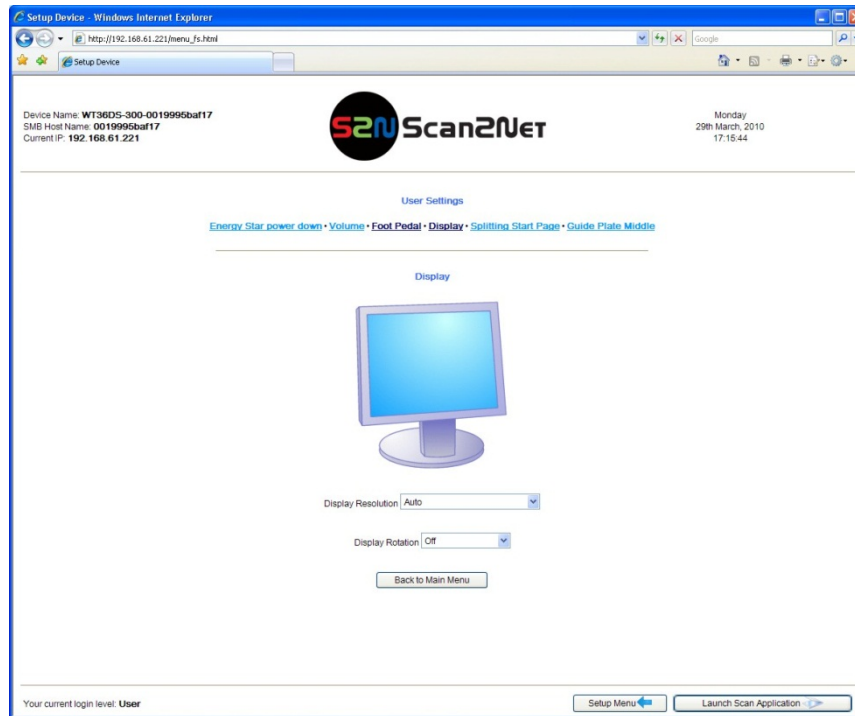 Setup Device - Windows Internet Explorer
http://192.168.61.221/menu_fs.html
Google
Setup Device
Device Name: WT36DS-300-0019995baf17
SMB Host Name: 0019995baf17
Current IP: 192.168.61.221
S2N Scan2Net
Monday
29th March, 2010
17:15:44
User Settings
Energy Star power down • Volume • Foot Pedal • Display • Splitting Start Page • Guide Plate Middle
Display
Display Resolution Auto
Display Rotation Off
Back to Main Menu
Your current login level: User
Setup Menu
Launch Scan Application